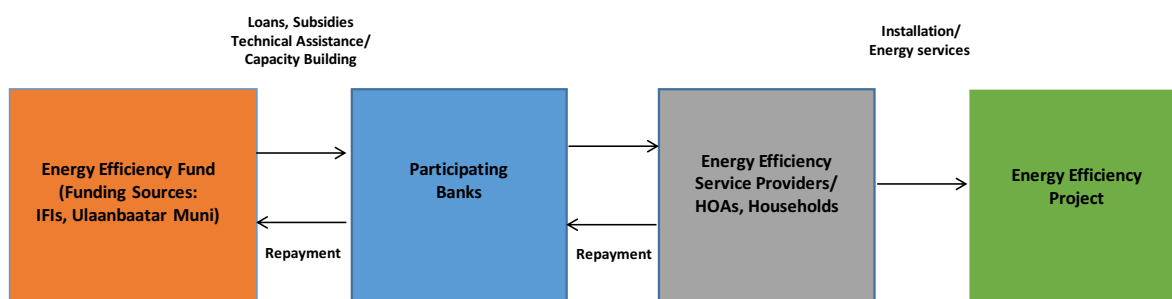 Loans, Subsidies
Technical Assistance/
Capacity Building
Installation/
Energy services
Energy Efficiency Fund
(Funding Sources:
IFIs, Ulaanbaatar Muni)
Participating
Banks
Energy Efficiency
Service Providers/
HOAs, Households
Energy Efficiency
Project
Repayment
Repayment